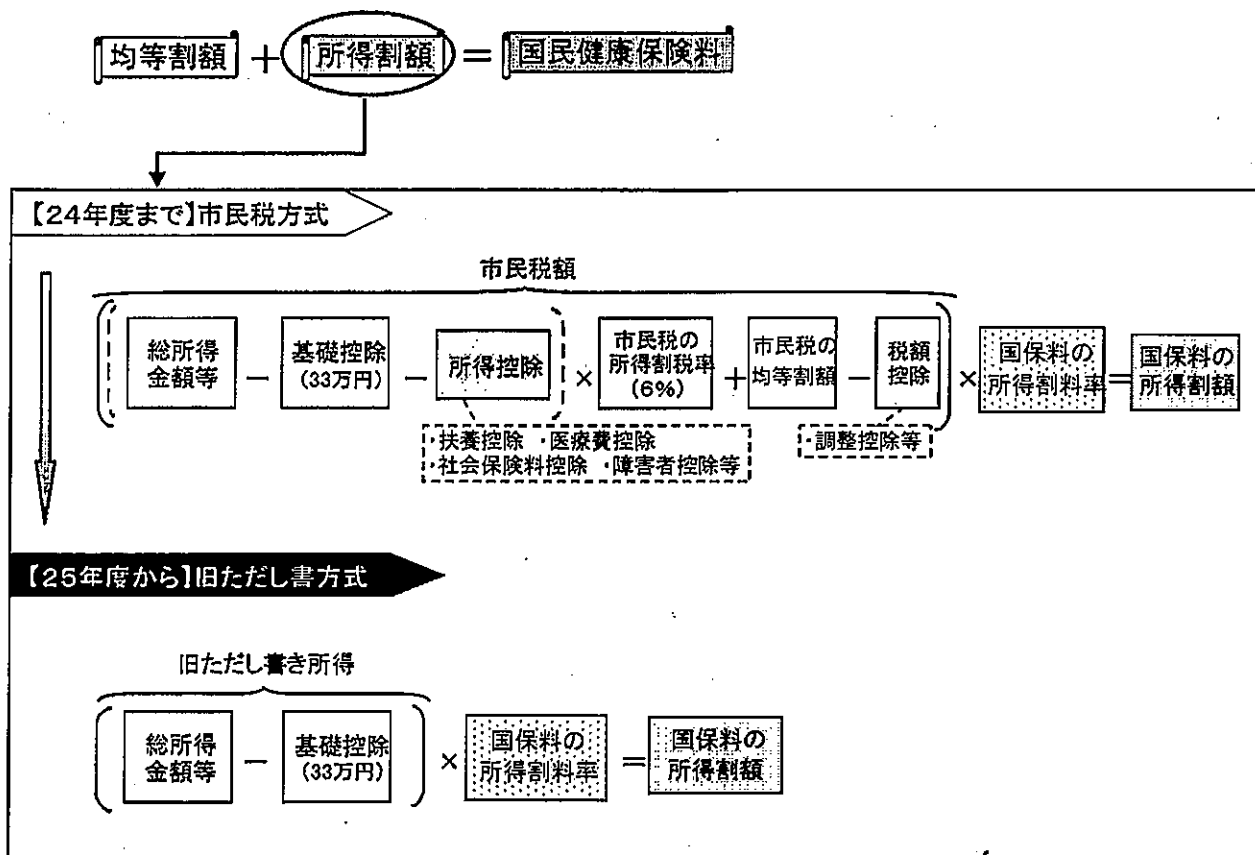 均等割額 + 所得割額 = 国民健康保険料
【24年度まで】市民税方式
市民税額
総所得
金額等
－
基礎控除
(33万円)
－
所得控除
×
市民税の
所得割税率
(6%)
＋
市民税の
均等割額
－
税額
控除
×
国保料の
所得割料率
＝
国保料の
所得割額
・扶養控除 ・医療費控除
・社会保険料控除 ・障害者控除等
・調整控除等
【25年度から】旧ただし書方式
旧ただし書き所得
総所得
金額等
－
基礎控除
(33万円)
×
国保料の
所得割料率
＝
国保料の
所得割額